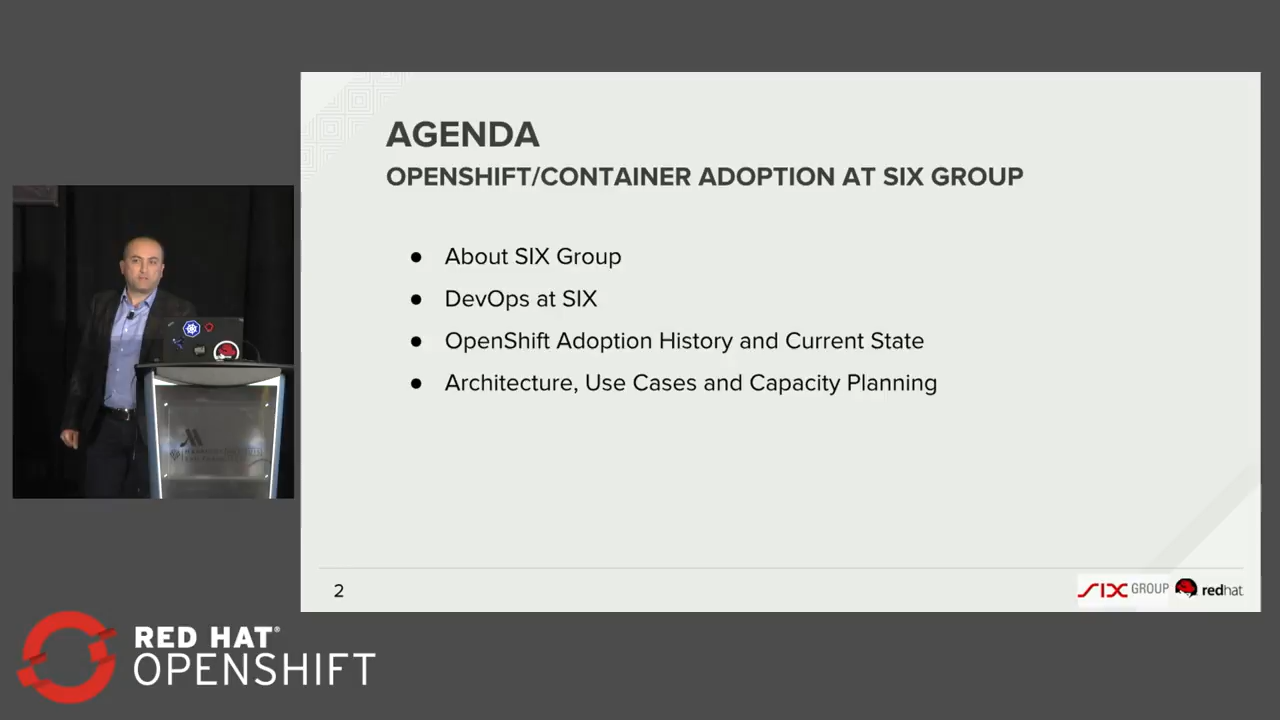 AGENDA
OPENSHIFT/CONTAINER ADOPTION AT SIX GROUP
● About SIX Group
● DevOps at SIX
● OpenShift Adoption History and Current State
● Architecture, Use Cases and Capacity Planning
2
SIX GROUP redhat
RED HAT®
OPENSHIFT